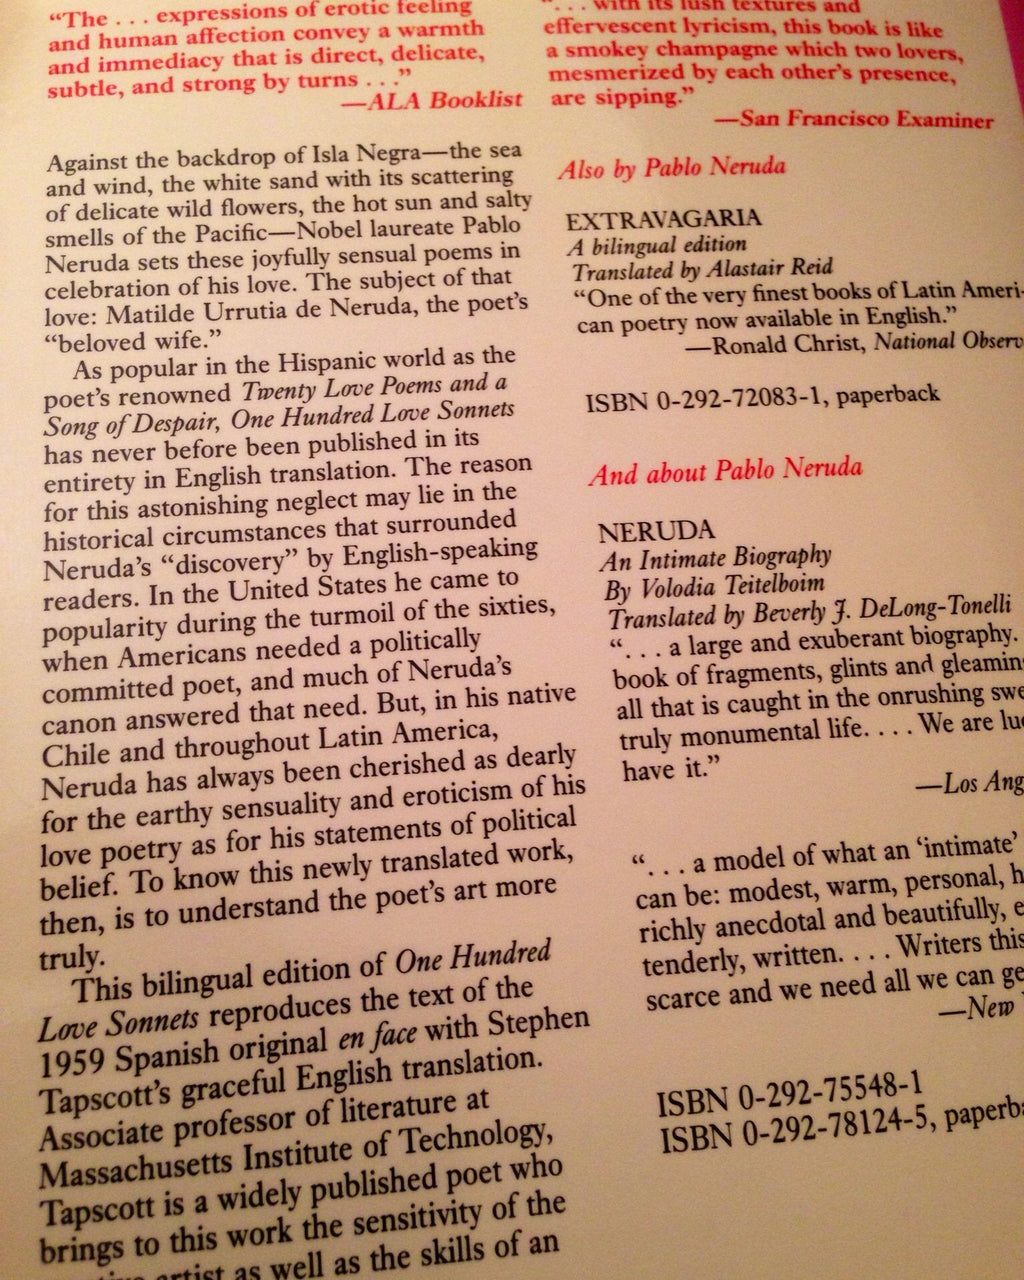 “The . . . expressions of erotic feeling
and human affection convey a warmth
and immediacy that is direct, delicate,
subtle, and strong by turns . . .”
—ALA Booklist
Against the backdrop of Isla Negra—the sea
and wind, the white sand with its scattering
of delicate wild flowers, the hot sun and salty
smells of the Pacific—Nobel laureate Pablo
Neruda sets these joyfully sensual poems in
celebration of his love. The subject of that
love: Matilde Urrutia de Neruda, the poet’s
“beloved wife.”
As popular in the Hispanic world as the
poet’s renowned Twenty Love Poems and a
Song of Despair, One Hundred Love Sonnets
has never before been published in its
entirety in English translation. The reason
for this astonishing neglect may lie in the
historical circumstances that surrounded
Neruda’s “discovery” by English-speaking
readers. In the United States he came to
popularity during the turmoil of the sixties,
when Americans needed a politically
committed poet, and much of Neruda’s
canon answered that need. But, in his native
Chile and throughout Latin America,
Neruda has always been cherished as dearly
for the earthy sensuality and eroticism of his
love poetry as for his statements of political
belief. To know this newly translated work,
then, is to understand the poet’s art more
truly.
This bilingual edition of One Hundred
Love Sonnets reproduces the text of the
1959 Spanish original en face with Stephen
Tapscott’s graceful English translation.
Associate professor of literature at
Massachusetts Institute of Technology,
Tapscott is a widely published poet who
brings to this work the sensitivity of the
artist as well as the skills of an
“. . . with its lush textures and
effervescent lyricism, this book is like
a smokey champagne which two lovers,
mesmerized by each other’s presence,
are sipping.”
—San Francisco Examiner
Also by Pablo Neruda
EXTRAVAGARIA
A bilingual edition
Translated by Alastair Reid
“One of the very finest books of Latin Ameri-
can poetry now available in English.”
—Ronald Christ, National Observ
ISBN 0-292-72083-1, paperback
And about Pablo Neruda
NERUDA
An Intimate Biography
By Volodia Teitelboim
Translated by Beverly J. DeLong-Tonelli
“. . . a large and exuberant biography.
book of fragments, glints and gleamin
all that is caught in the onrushing swe
truly monumental life. . . . We are lu
have it.”
—Los Ang
“. . . a model of what an ‘intimate’
can be: modest, warm, personal, h
richly anecdotal and beautifully, e
tenderly, written. . . . Writers this
scarce and we need all we can ge
—New
ISBN 0-292-75548-1
ISBN 0-292-78124-5, paperb